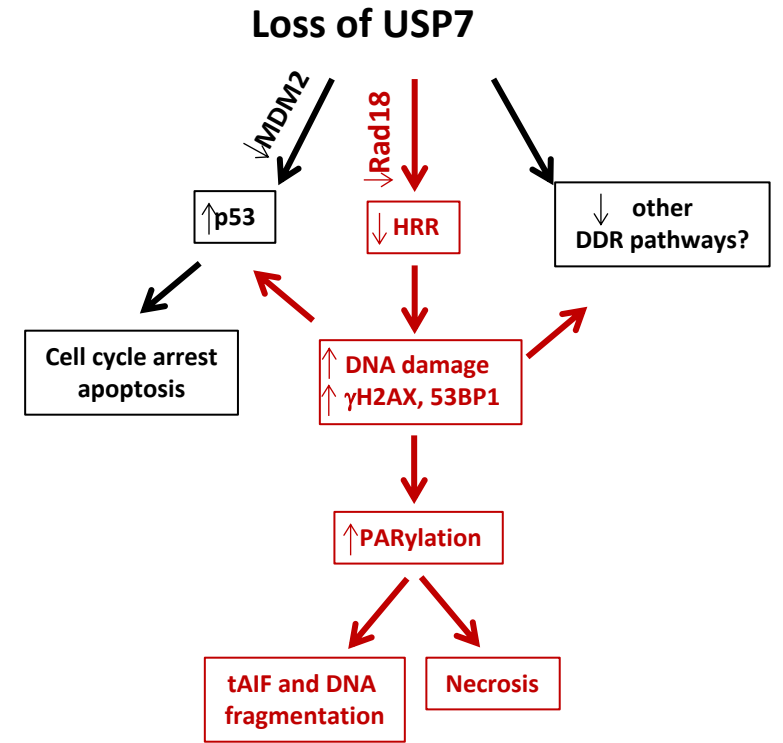 Loss of USP7
↓MDM2
↓Rad18
↑p53
↓ HRR
↓ other
DDR pathways?
Cell cycle arrest
apoptosis
↑ DNA damage
↑ γH2AX, 53BP1
↑PARylation
tAIF and DNA
fragmentation
Necrosis